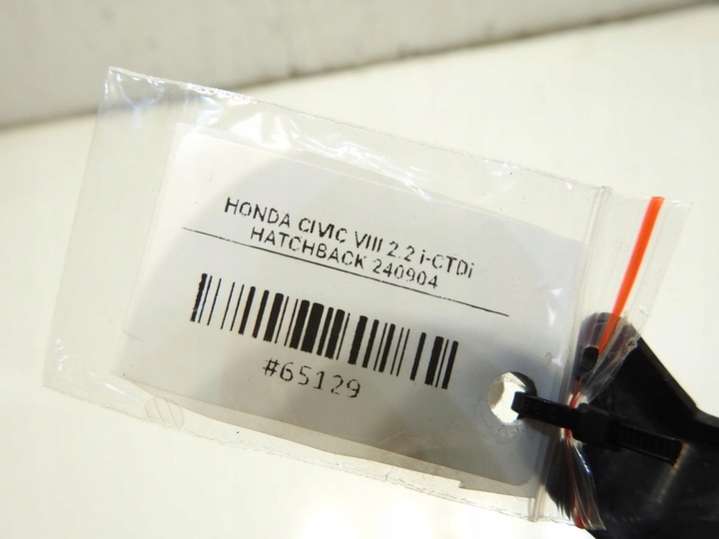 HONDA CIVIC VIII 2.2 i-CTDi
HATCHBACK 240904
#65129